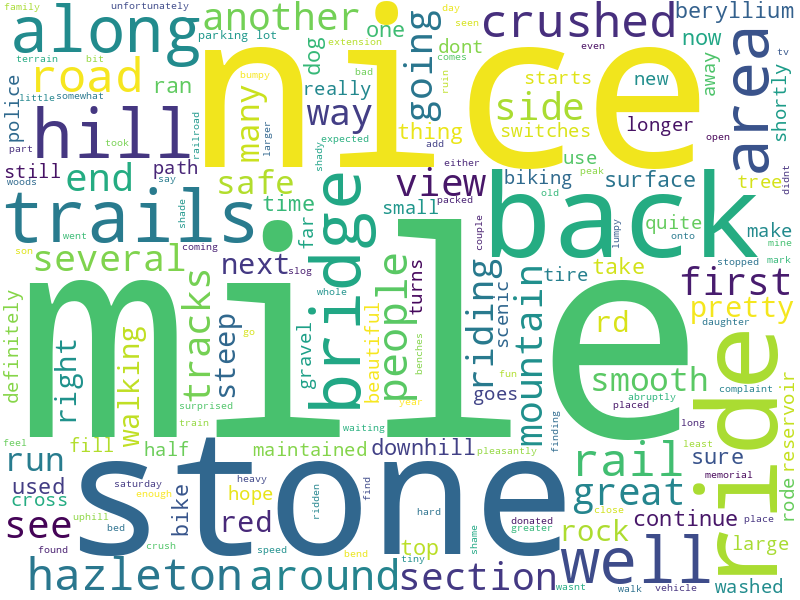 family
unfortunately
along
another
one
crushed
beryllium
parking lot
day
seen
even
terrain
bit
extension
dog
going
dont
comes
now
tv
road
nice
bumpy
bad
starts
new
away
area
shortly
little
somewhat
ran
really
ruin
police
many
way
side
longer
hill
railroad
larger
thing
switches
open
part
took
expected
add
still
path
shady
either
use
woods
say
end
safe
view
biking
surface
tree
didnt
peak
trails
shade
time
bridge
small
packed
old
back
quite
make
went
fare
couple
lumpy
onto
mine
son
coming
several
next
slog
people
turns
riding
scenic
stopped
mark
tracks
whole
mountain
tire
take
first
definitely
mile
gravel
beautiful
pretty
right
walking
steep
go
benches
rd
daughter
fun
smooth
ride
complaint
goes
placed
abruptly
reservoir
surprised
train
year
waiting
finding
long
feel
fill
half
maintained
downhill
pleasantly
least
run
rail
sure
rode
used
saturday
stone
heavy
enough
hope
find
great
memorial
cross
bike
ridden
close
see
uphill
bed
red
hard
donated
continue
place
crush
speed
top
shame
greater
rock
large
found
bend
tiny
well
hazleton
around
section
wasnt
walk
vehicle
washed